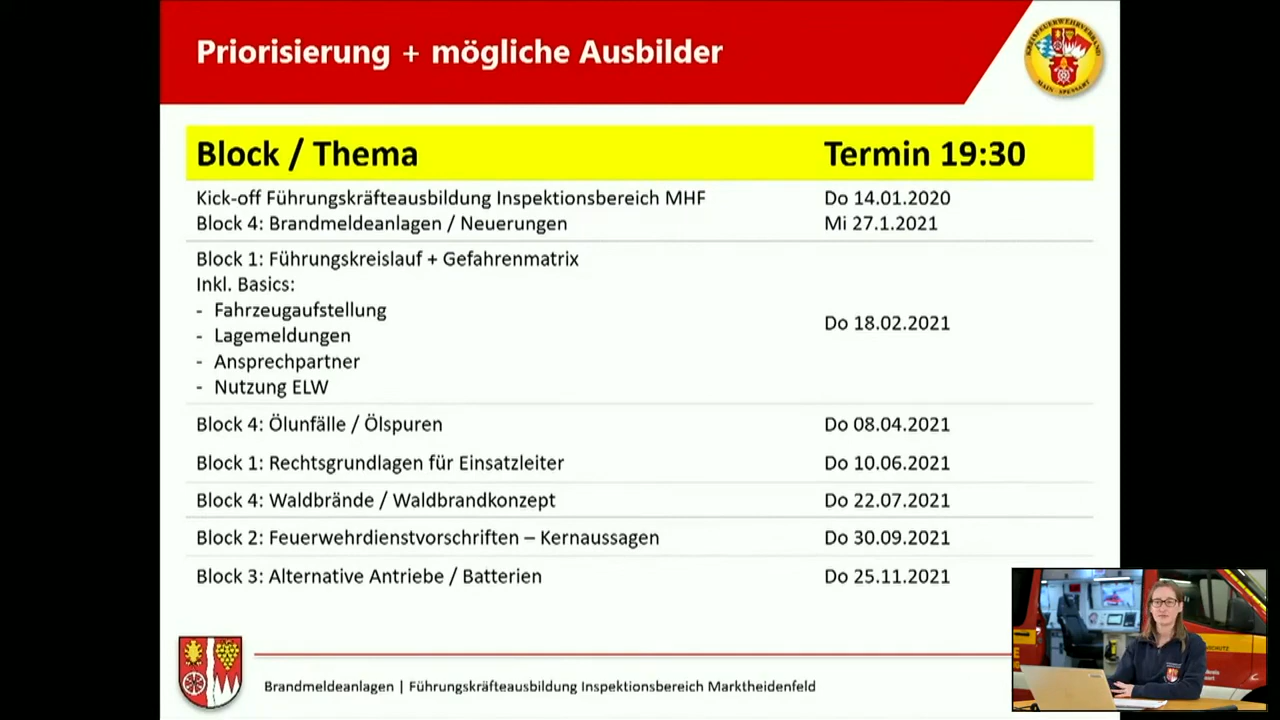 Priorisierung + mögliche Ausbilder
KREISFEUERWEHRVERBAND
MAIN-SPESSART
Block / Thema Termin 19:30
Kick-off Führungskräfteausbildung Inspektionsbereich MHF Do 14.01.2020
Block 4: Brandmeldeanlagen / Neuerungen Mi 27.1.2021
Block 1: Führungskreislauf + Gefahrenmatrix
Inkl. Basics:
- Fahrzeugaufstellung
Do 18.02.2021
- Lagemeldungen
- Ansprechpartner
- Nutzung ELW
Block 4: Ölunfälle / Ölspuren Do 08.04.2021
Block 1: Rechtsgrundlagen für Einsatzleiter Do 10.06.2021
Block 4: Waldbrände / Waldbrandkonzept Do 22.07.2021
Block 2: Feuerwehrdienstvorschriften – Kernaussagen Do 30.09.2021
Block 3: Alternative Antriebe / Batterien Do 25.11.2021
Brandmeldeanlagen | Führungskräfteausbildung Inspektionsbereich Marktheidenfeld